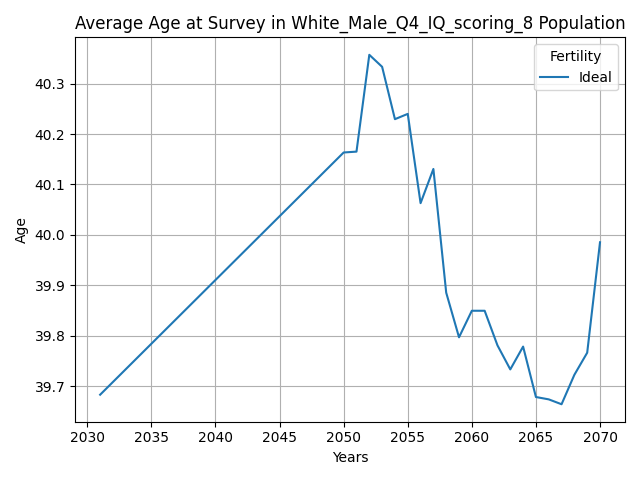 Average Age at Survey in White_Male_Q4_IQ_scoring_8 Population
Fertility
Ideal
40.3
40.2
40.1
40.0
39.9
39.8
39.7
Age
2030 2035 2040 2045 2050 2055 2060 2065 2070
Years